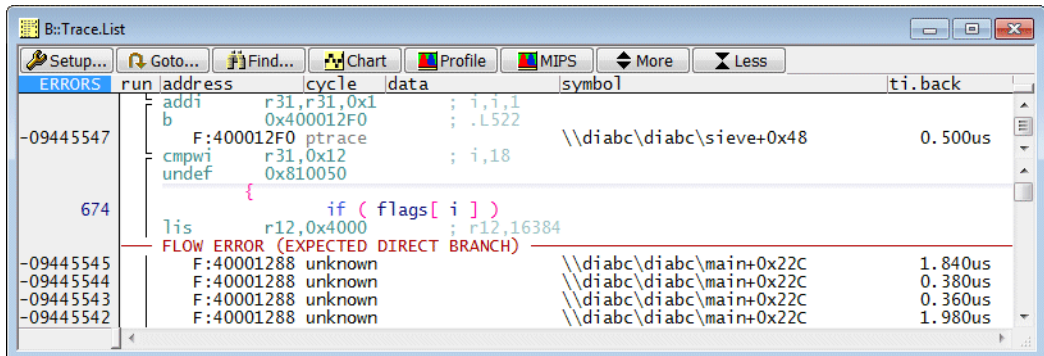 B::Trace.List
Setup... Goto... Find... Chart Profile MIPS More Less
ERRORS run address cycle data symbol ti.back
addi r31,r31,0x1 ; i,i,1
b 0x400012F0 ; .L522
-09445547 F:400012F0 ptrace \\diabc\diabc\sieve+0x48 0.500us
cmpwi r31,0x12 ; i,18
undef 0x810050
{
674 if ( flags[ i ] )
lis r12,0x4000 ; r12,16384
FLOW ERROR (EXPECTED DIRECT BRANCH)
-09445545 F:40001288 unknown \\diabc\diabc\main+0x22C 1.840us
-09445544 F:40001288 unknown \\diabc\diabc\main+0x22C 0.380us
-09445543 F:40001288 unknown \\diabc\diabc\main+0x22C 0.360us
-09445542 F:40001288 unknown \\diabc\diabc\main+0x22C 1.980us